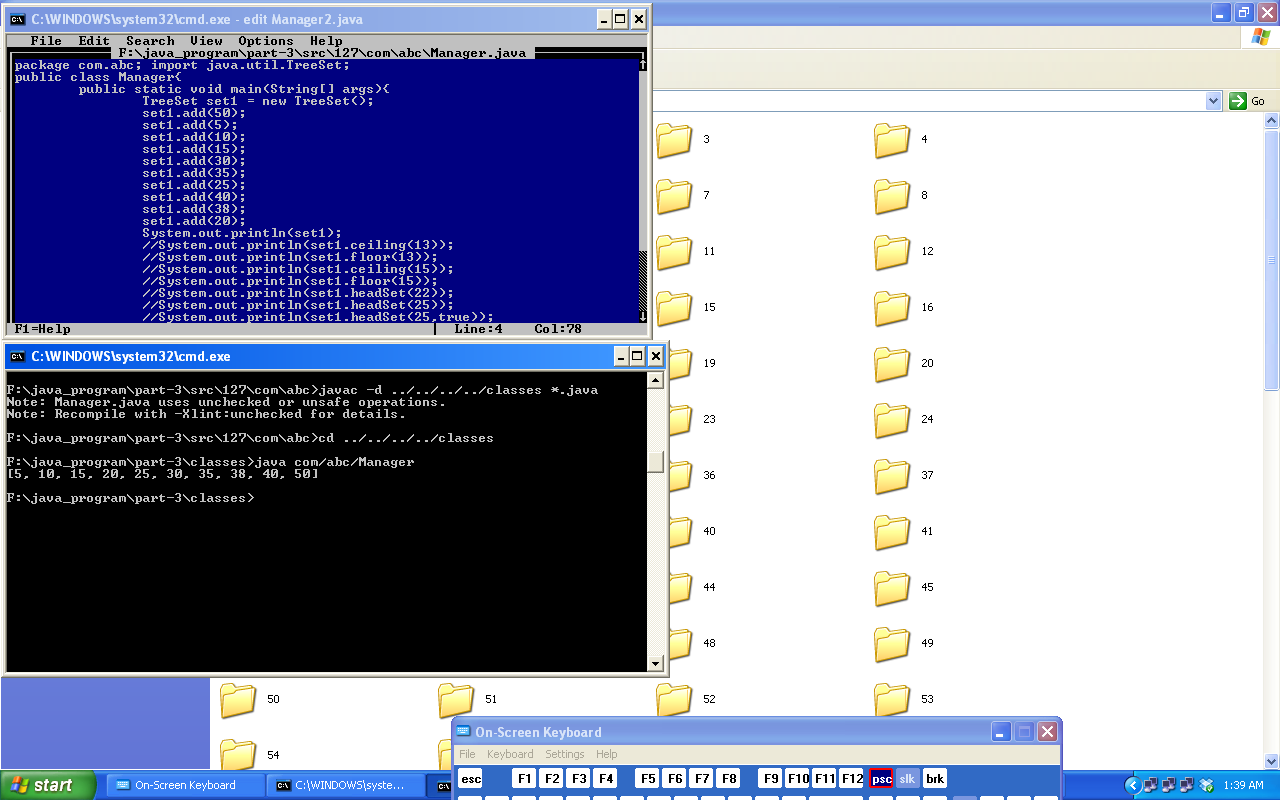 C:\WINDOWS\system32\cmd.exe - edit Manager2.java
File Edit Search View Options Help
F:\java_program\part-3\src\127\com\abc\Manager.java
package com.abc; import java.util.TreeSet;
public class Manager{
public static void main(String[] args){
TreeSet set1 = new TreeSet();
set1.add(50);
set1.add(5);
set1.add(10);
set1.add(15);
set1.add(30);
set1.add(35);
set1.add(25);
set1.add(40);
set1.add(38);
set1.add(20);
System.out.println(set1);
//System.out.println(set1.ceiling(13));
//System.out.println(set1.floor(13));
//System.out.println(set1.ceiling(15));
//System.out.println(set1.floor(15));
//System.out.println(set1.headSet(22));
//System.out.println(set1.headSet(25));
//System.out.println(set1.headSet(25,true));
F1=Help Line:4 Col:78
C:\WINDOWS\system32\cmd.exe
F:\java_program\part-3\src\127\com\abc>javac -d ../../../../classes *.java
Note: Manager.java uses unchecked or unsafe operations.
Note: Recompile with -Xlint:unchecked for details.
F:\java_program\part-3\src\127\com\abc>cd ../../../../classes
F:\java_program\part-3\classes>java com/abc/Manager
[5, 10, 15, 20, 25, 30, 35, 38, 40, 50]
F:\java_program\part-3\classes>
Go
3 4
7 8
11 12
15 16
19 20
23 24
36 37
40 41
44 45
48 49
50 51 52 53
54
On-Screen Keyboard
File Keyboard Settings Help
esc F1 F2 F3 F4 F5 F6 F7 F8 F9 F10 F11 F12 psc slk brk
start On-Screen Keyboard C:\WINDOWS\syste... 1:39 AM